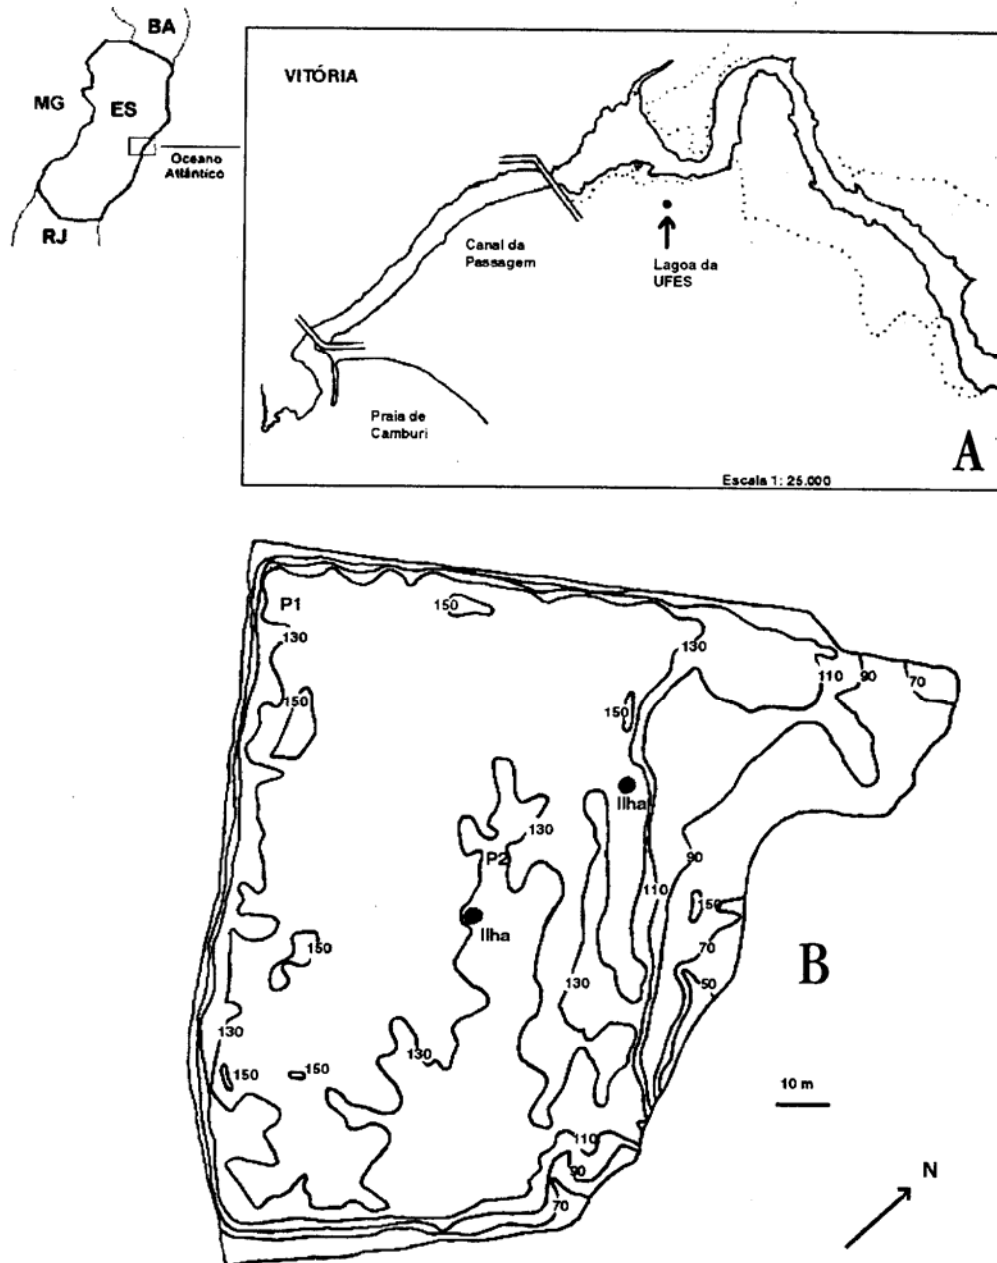 BA
MG
ES
Oceano
Atlântico
RJ
VITÓRIA
Canal da
Passagem
Lagoa da
UFES
Praia de
Camburi
A
Escala 1: 25.000
P1
150
130
130
110
90
70
150
150
Ilha
130
P2
90
110
150
Ilha
150
70
B
130
50
130
130
150
150
10 m
110
90
N
70